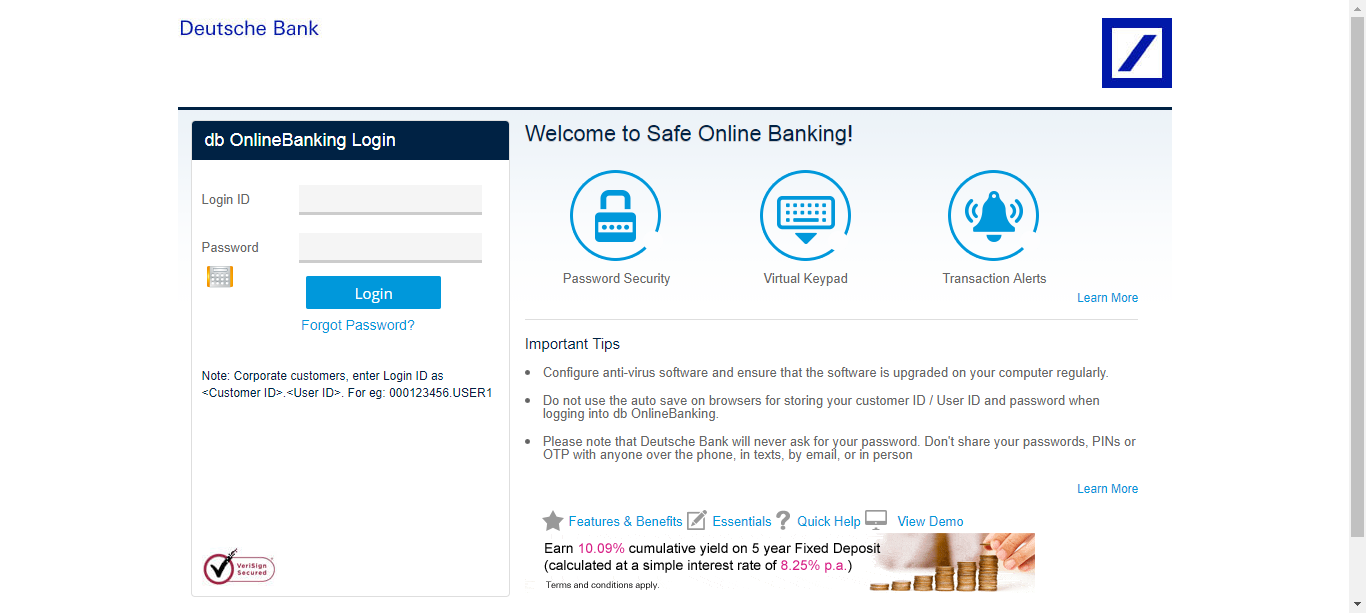 Deutsche Bank
db OnlineBanking Login
Login ID
Password
Login
Forgot Password?
Note: Corporate customers, enter Login ID as
<Customer ID>.<User ID>. For eg: 000123456.USER1
VeriSign
Secured
Welcome to Safe Online Banking!
Password Security
Virtual Keypad
Transaction Alerts
Learn More
Important Tips
Configure anti-virus software and ensure that the software is upgraded on your computer regularly.
Do not use the auto save on browsers for storing your customer ID / User ID and password when
logging into db OnlineBanking.
Please note that Deutsche Bank will never ask for your password. Don't share your passwords, PINs or
OTP with anyone over the phone, in texts, by email, or in person
Learn More
Features & Benefits Essentials ? Quick Help View Demo
Earn 10.09% cumulative yield on 5 year Fixed Deposit
(calculated at a simple interest rate of 8.25% p.a.)
Terms and conditions apply.